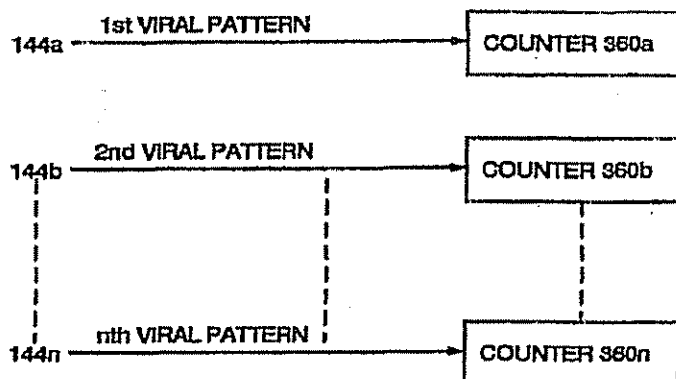 1st VIRAL PATTERN
144a
COUNTER 360a
2nd VIRAL PATTERN
144b
COUNTER 360b
nth VIRAL PATTERN
144n
COUNTER 360n